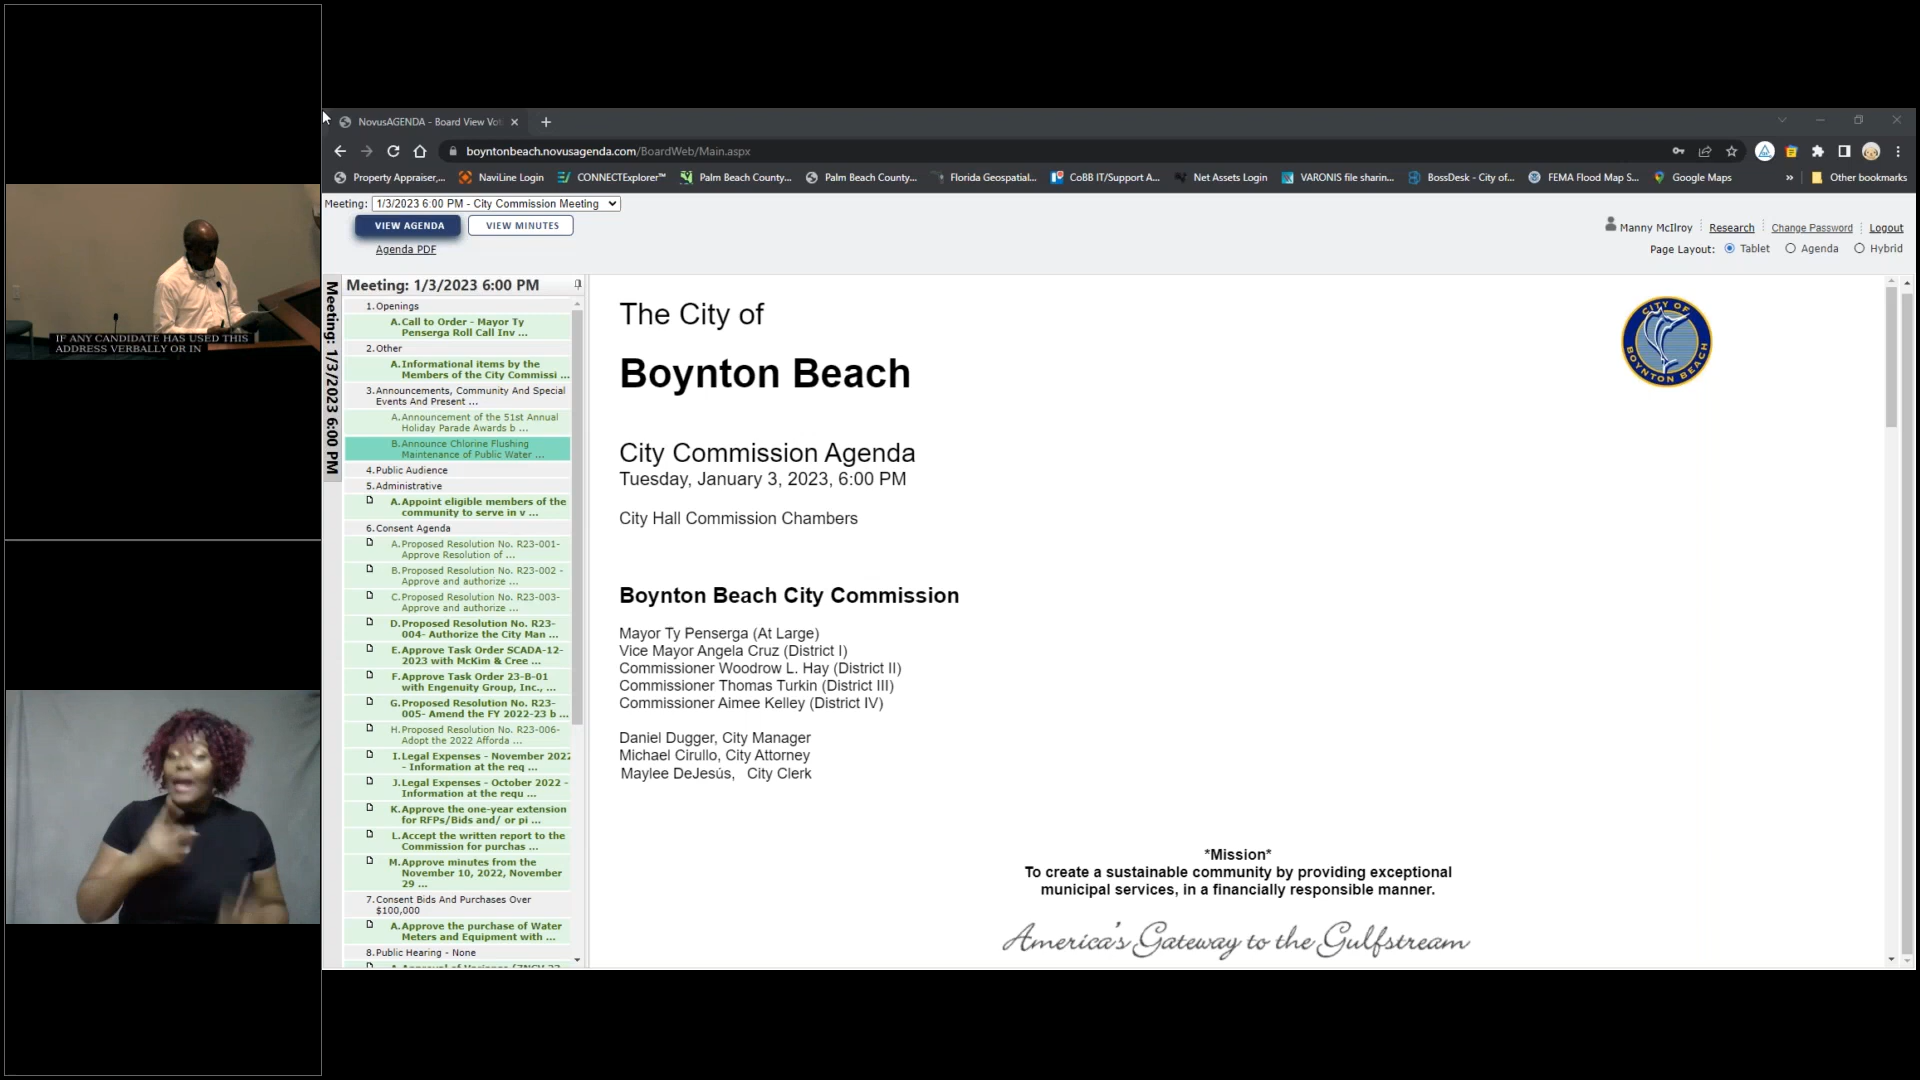 IF ANY CANDIDATE HAS USED THIS
ADDRESS VERBALLY OR IN
NovusAGENDA - Board View Vot
boyntonbeach.novusagenda.com/BoardWeb/Main.aspx
Property Appraiser,...
NaviLine Login
CONNECTExplorer™
Palm Beach County...
Palm Beach County...
Florida Geospatial...
CoBB IT/Support A...
Net Assets Login
VARONIS file sharin...
BossDesk - City of...
FEMA Flood Map S...
Google Maps
»
Other bookmarks
Meeting: 1/3/2023 6:00 PM - City Commission Meeting
VIEW AGENDA
VIEW MINUTES
Agenda PDF
Manny McIlroy
Research
Change Password
Logout
Page Layout: Tablet Agenda Hybrid
Meeting: 1/3/2023 6:00 PM
Meeting: 1/3/2023 6:00 PM
1.Openings
A.Call to Order - Mayor Ty
Penserga Roll Call Inv ...
2.Other
A.Informational items by the
Members of the City Commissi ...
3.Announcements, Community And Special
Events And Present ...
A.Announcement of the 51st Annual
Holiday Parade Awards b ...
B.Announce Chlorine Flushing
Maintenance of Public Water ...
4.Public Audience
5.Administrative
A.Appoint eligible members of the
community to serve in v ...
6.Consent Agenda
A.Proposed Resolution No. R23-001-
Approve Resolution of ...
B.Proposed Resolution No. R23-002 -
Approve and authorize ...
C.Proposed Resolution No. R23-003-
Approve and authorize ...
D.Proposed Resolution No. R23-
004- Authorize the City Man ...
E.Approve Task Order SCADA-12-
2023 with McKim & Cree ...
F.Approve Task Order 23-B-01
with Engenuity Group, Inc., ...
G.Proposed Resolution No. R23-
005- Amend the FY 2022-23 b ...
H.Proposed Resolution No. R23-006-
Adopt the 2022 Afforda ...
I.Legal Expenses - November 2022
- Information at the req ...
J.Legal Expenses - October 2022 -
Information at the requ ...
K.Approve the one-year extension
for RFPs/Bids and/ or pi ...
L.Accept the written report to the
Commission for purchas ...
M.Approve minutes from the
November 10, 2022, November
29 ...
7.Consent Bids And Purchases Over
$100,000
A.Approve the purchase of Water
Meters and Equipment with ...
8.Public Hearing - None
The City of
Boynton Beach
CITY OF
BOYNTON BEACH
City Commission Agenda
Tuesday, January 3, 2023, 6:00 PM
City Hall Commission Chambers
Boynton Beach City Commission
Mayor Ty Penserga (At Large)
Vice Mayor Angela Cruz (District I)
Commissioner Woodrow L. Hay (District II)
Commissioner Thomas Turkin (District III)
Commissioner Aimee Kelley (District IV)
Daniel Dugger, City Manager
Michael Cirullo, City Attorney
Maylee DeJesús, City Clerk
*Mission*
To create a sustainable community by providing exceptional
municipal services, in a financially responsible manner.
America's Gateway to the Gulfstream